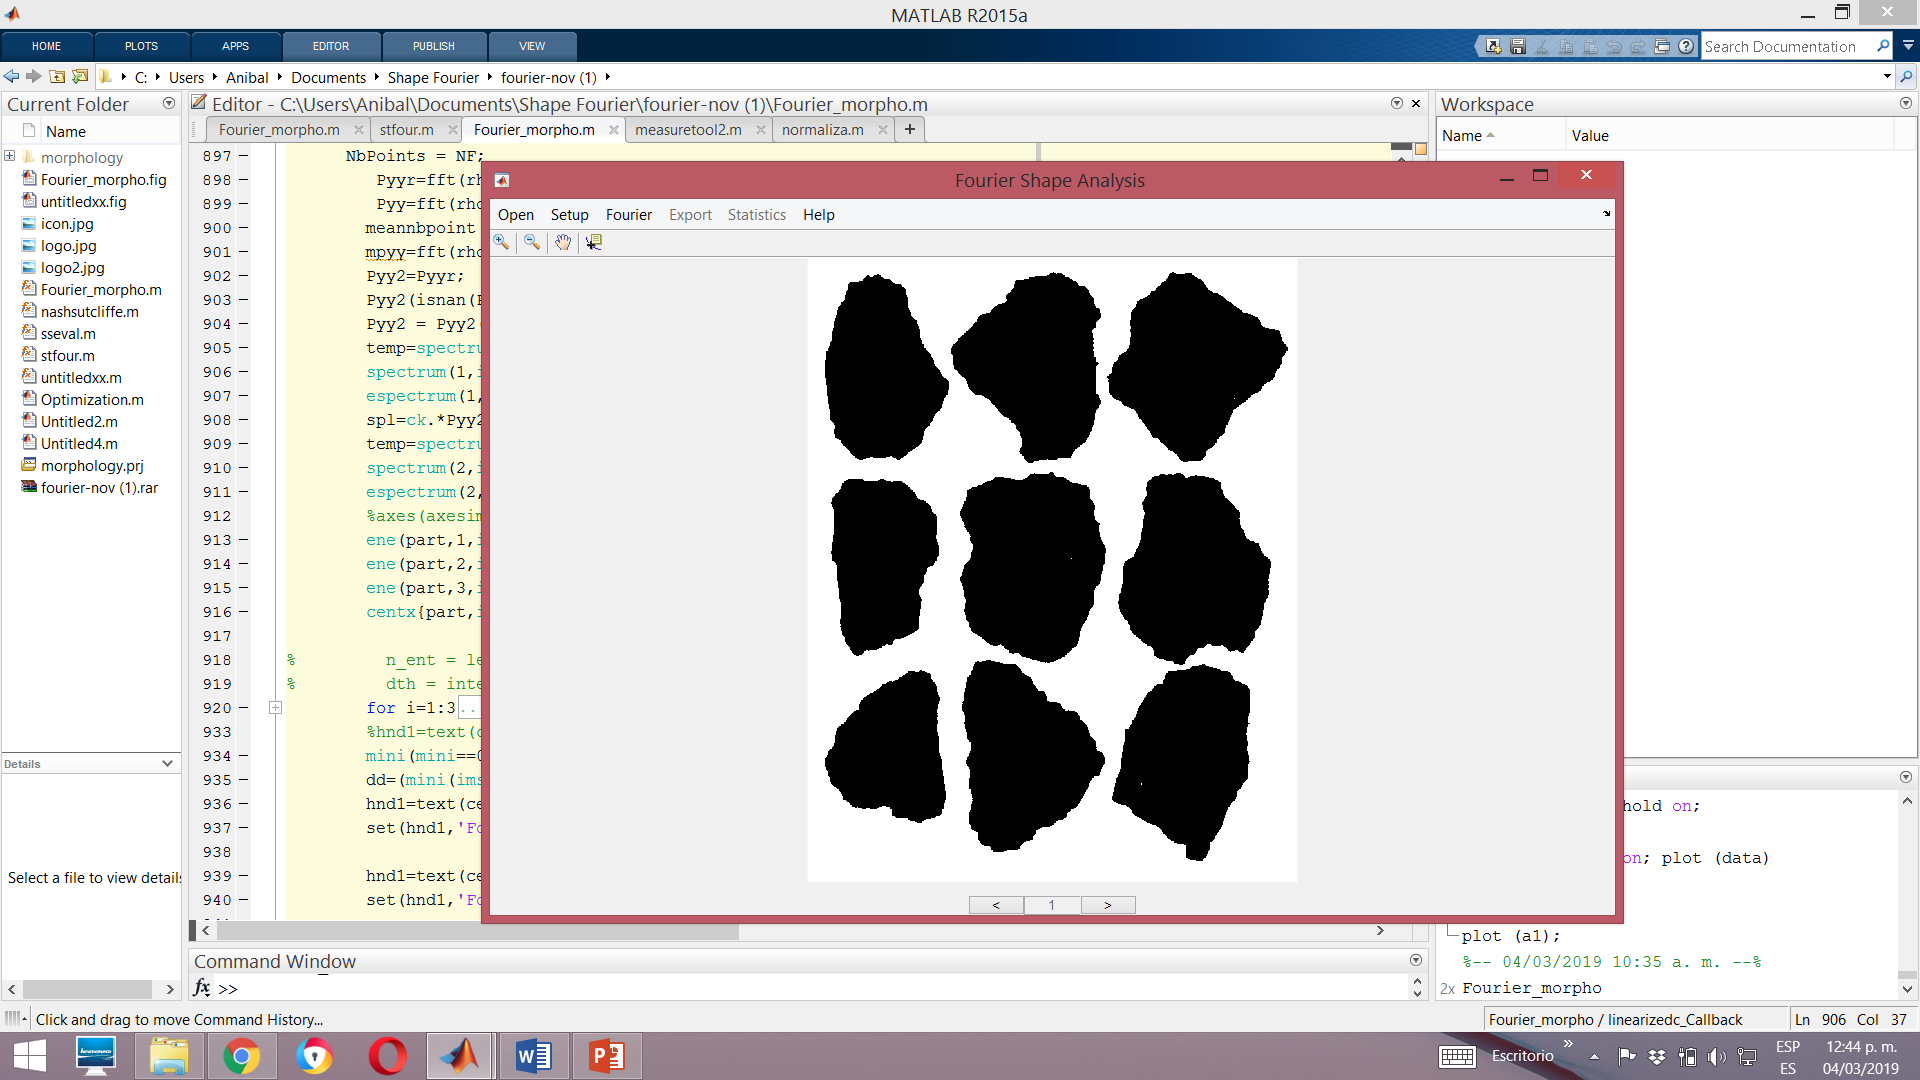 MATLAB R2015a
HOME PLOTS APPS EDITOR PUBLISH VIEW
Search Documentation
C: Users Anibal Documents Shape Fourier fourier-nov (1)
Current Folder
Name
morphology
Fourier_morpho.fig
untitledxx.fig
icon.jpg
logo.jpg
logo2.jpg
Fourier_morpho.m
nashsutcliffe.m
sseval.m
stfour.m
untitledxx.m
Optimization.m
Untitled2.m
Untitled4.m
morphology.prj
fourier-nov (1).rar
Details
Select a file to view details
Editor - C:\Users\Anibal\Documents\Shape Fourier\fourier-nov (1)\Fourier_morpho.m
Fourier_morpho.m stfour.m Fourier_morpho.m measuretool2.m normaliza.m +
897 – NbPoints = NF;
898 – Pyyr=fft(rh
899 – Pyy=fft(rho
900 – meannbpoint
901 – mpyy=fft(rho
902 – Pyy2=Pyyr;
903 – Pyy2(isnan(
904 – Pyy2 = Pyy2
905 – temp=spectru
906 – spectrum(1,i
907 – espectrum(1,
908 – spl=ck.*Pyy2
909 – temp=spectru
910 – spectrum(2,i
911 – espectrum(2,
912 %axes(axesim
913 – ene(part,1,i
914 – ene(part,2,i
915 – ene(part,3,i
916 – centx{part,i
917
918 % n_ent = le
919 % dth = inte
920 – for i=1:3 ..
933 %hnd1=text(c
934 – mini(mini==0
935 – dd=(mini(ims
936 – hnd1=text(ce
937 – set(hnd1,'Fo
938
939 – hnd1=text(ce
940 – set(hnd1,'Fo
Fourier Shape Analysis
Open Setup Fourier Export Statistics Help
< 1 >
Workspace
Name Value
hold on;
on; plot (data)
plot (a1);
%-- 04/03/2019 10:35 a. m. --%
2x Fourier_morpho
Command Window
fx >>
Click and drag to move Command History...
Fourier_morpho / linearizedc_Callback
Ln 906 Col 37
Escritorio
ESP
ES
12:44 p. m.
04/03/2019